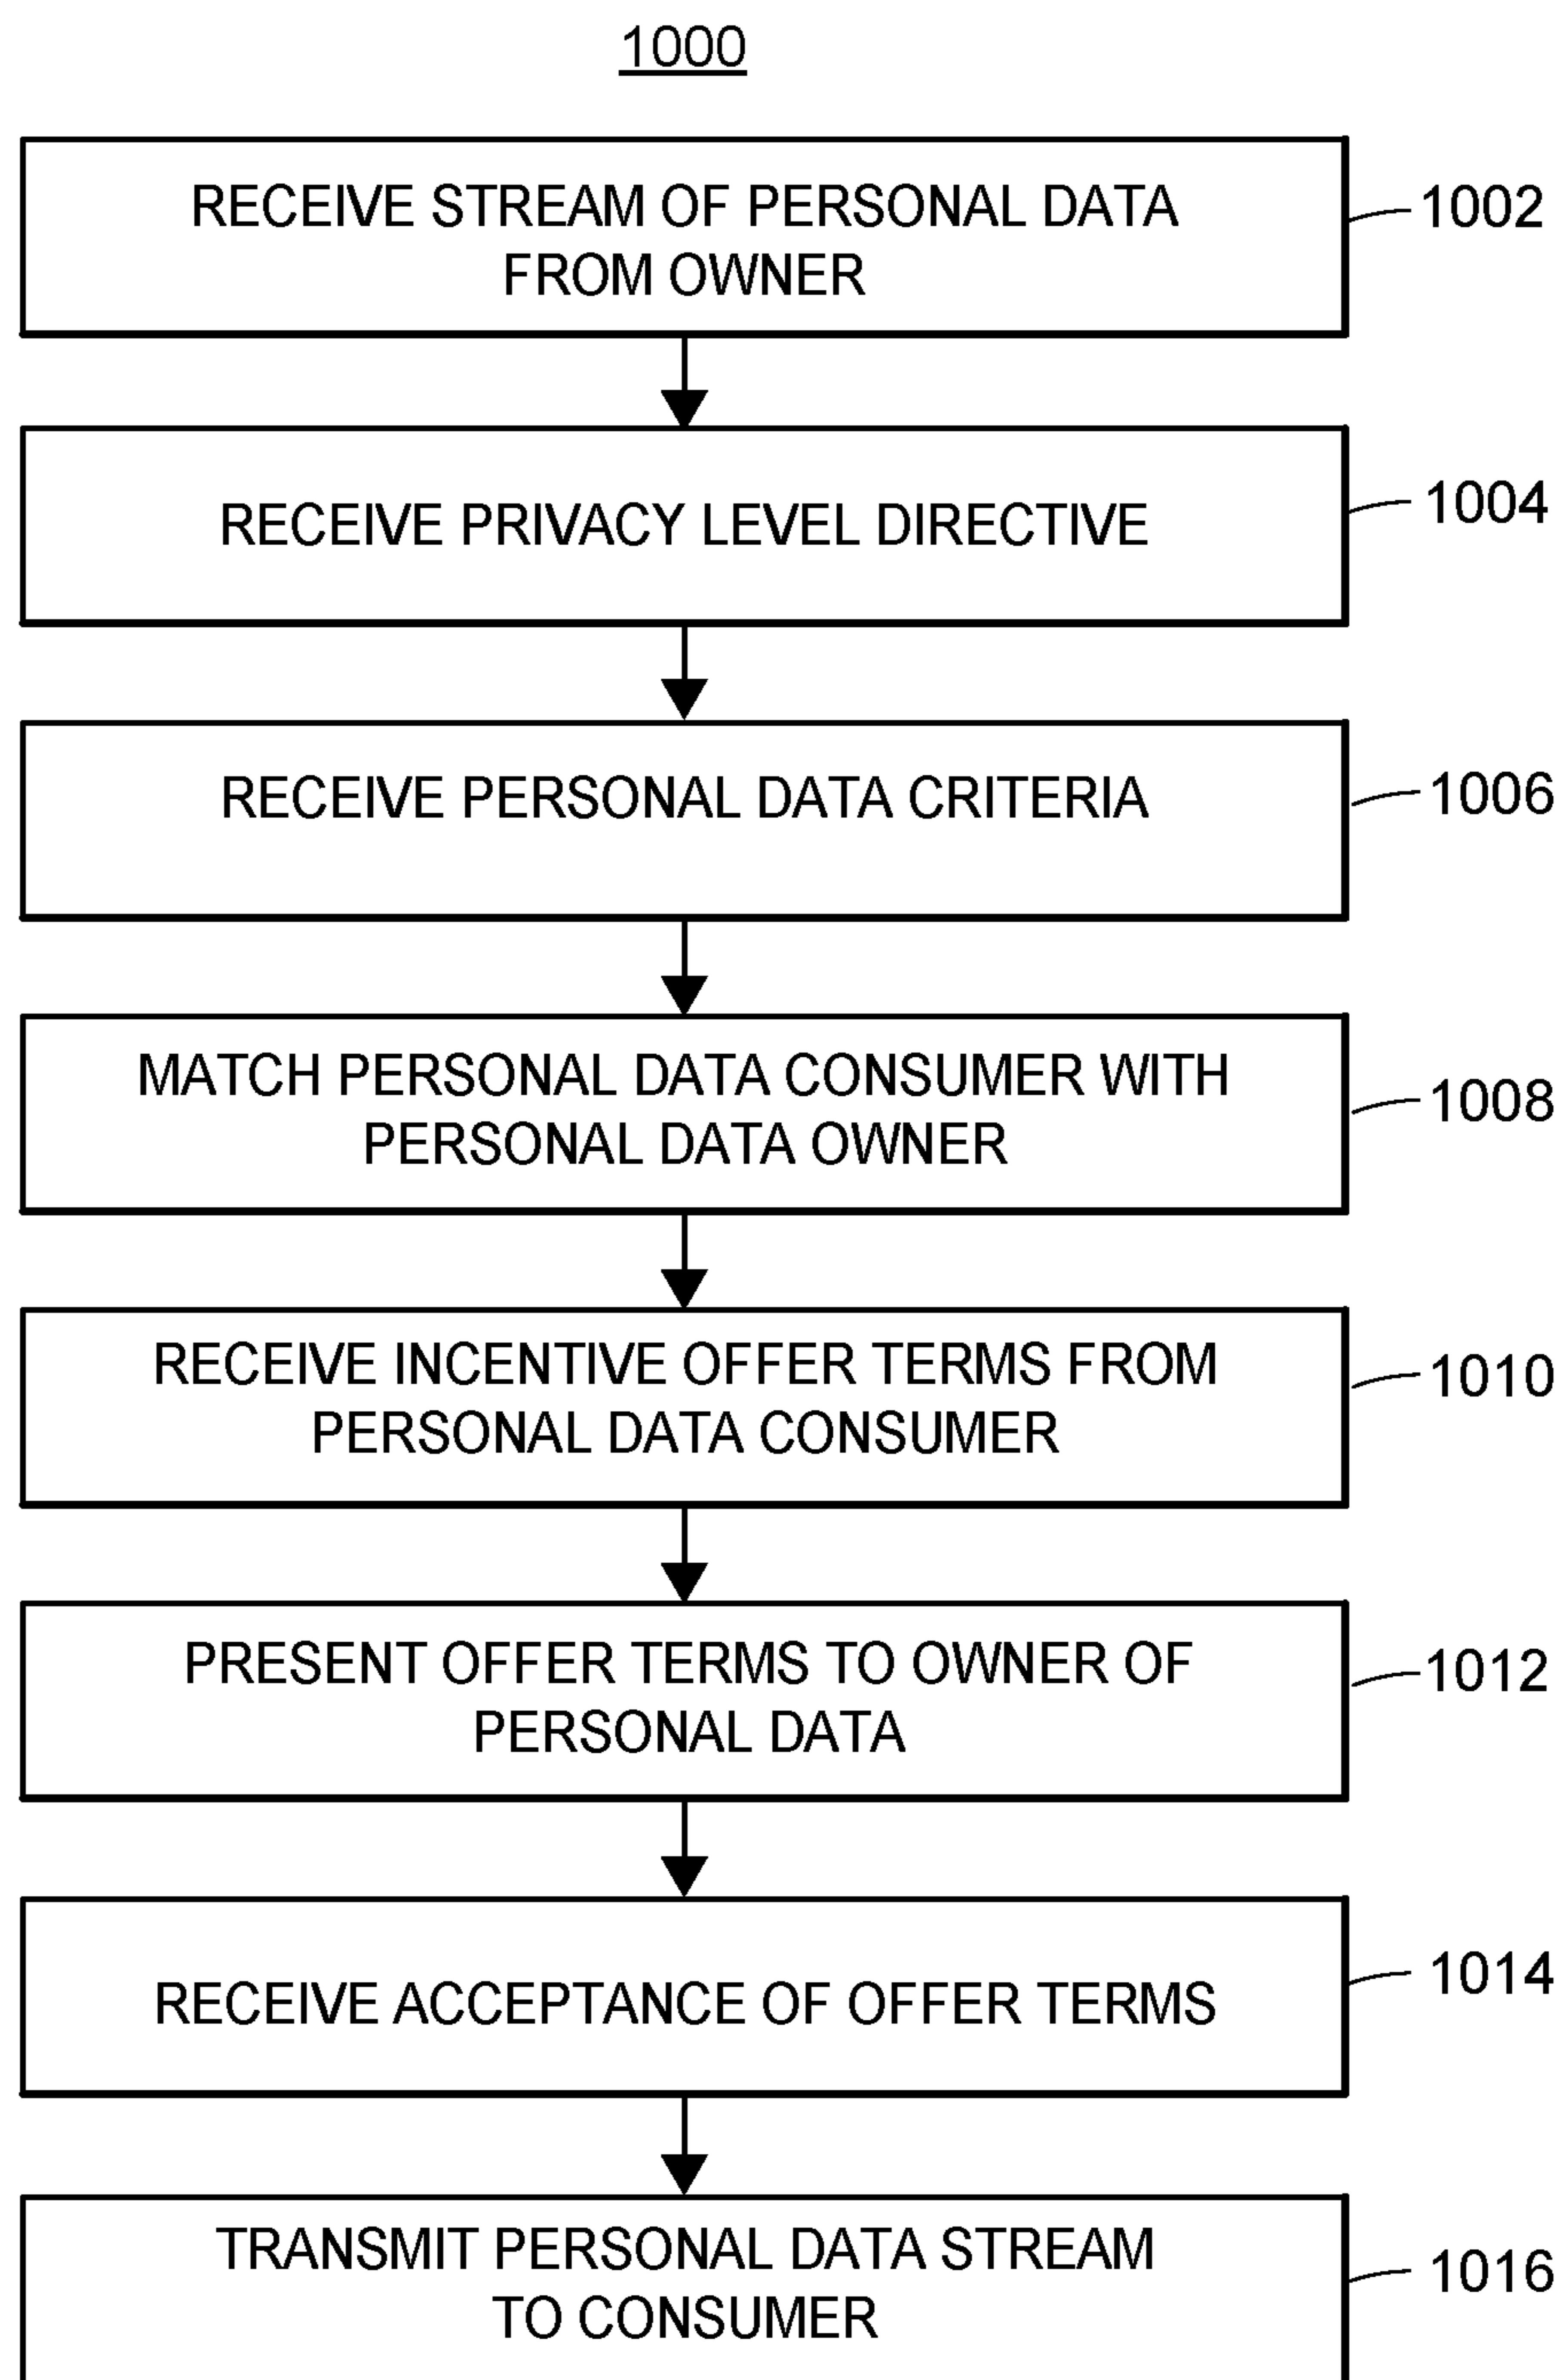 1000
RECEIVE STREAM OF PERSONAL DATA
FROM OWNER
1002
RECEIVE PRIVACY LEVEL DIRECTIVE
1004
RECEIVE PERSONAL DATA CRITERIA
1006
MATCH PERSONAL DATA CONSUMER WITH
PERSONAL DATA OWNER
1008
RECEIVE INCENTIVE OFFER TERMS FROM
PERSONAL DATA CONSUMER
1010
PRESENT OFFER TERMS TO OWNER OF
PERSONAL DATA
1012
RECEIVE ACCEPTANCE OF OFFER TERMS
1014
TRANSMIT PERSONAL DATA STREAM
TO CONSUMER
1016